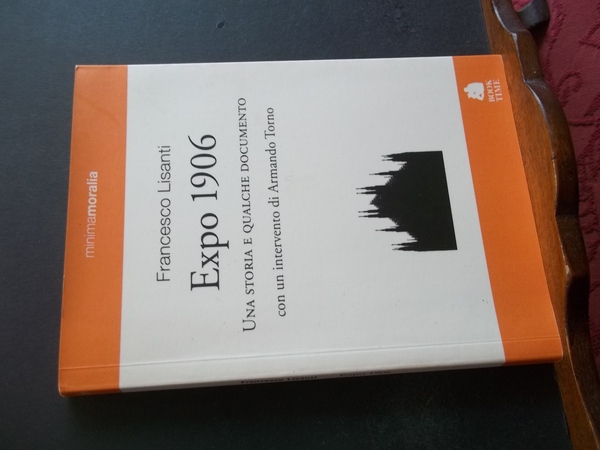 minimamoralia
Francesco Lisanti
Expo 1906
UNA STORIA E QUALCHE DOCUMENTO
con un intervento di Armando Torno
BOOK
TIME